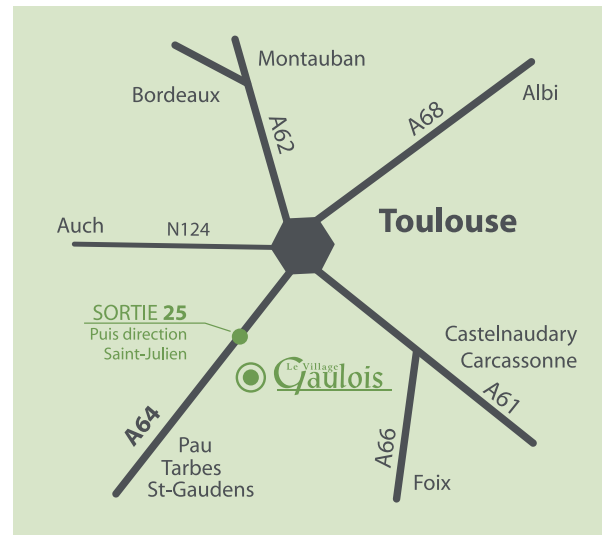 Montauban
Bordeaux
A62
A68
Albi
Toulouse
Auch
N124
SORTIE 25
Puis direction
Saint-Julien
Le Village
Gaulois
Castelnaudary
Carcassonne
A64
A61
A66
Pau
Tarbes
St-Gaudens
Foix